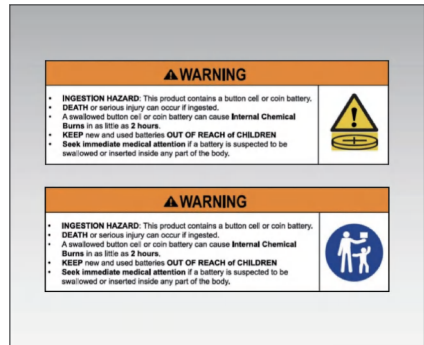 WARNING
• INGESTION HAZARD: This product contains a button cell or coin battery.
• DEATH or serious injury can occur if ingested.
• A swallowed button cell or coin battery can cause Internal Chemical
Burns in as little as 2 hours.
• KEEP new and used batteries OUT OF REACH of CHILDREN
• Seek immediate medical attention if a battery is suspected to be
swallowed or inserted inside any part of the body.
WARNING
• INGESTION HAZARD: This product contains a button cell or coin battery.
• DEATH or serious injury can occur if ingested.
• A swallowed button cell or coin battery can cause Internal Chemical
Burns in as little as 2 hours.
• KEEP new and used batteries OUT OF REACH of CHILDREN
• Seek immediate medical attention if a battery is suspected to be
swallowed or inserted inside any part of the body.